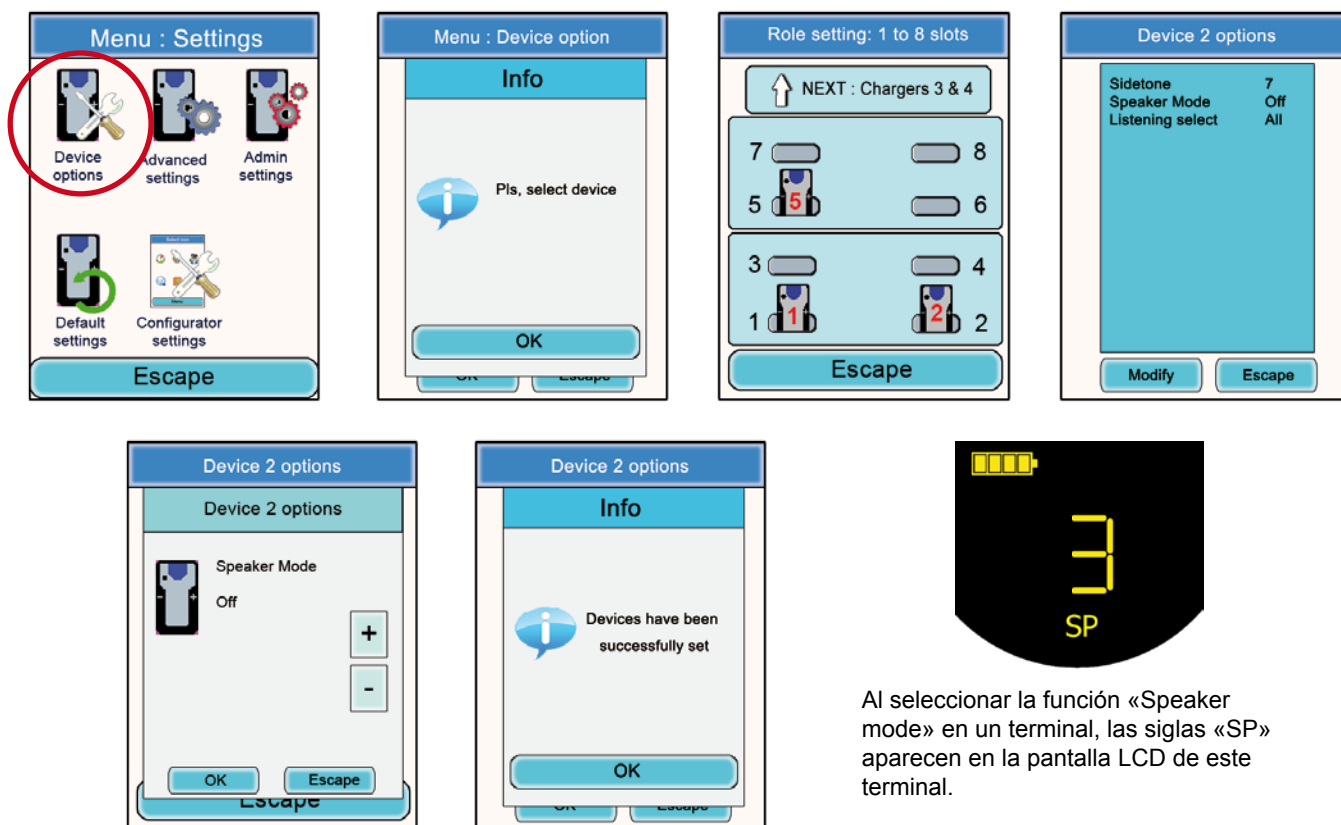 Menu : Settings
Device options
Advanced settings
Admin settings
Default settings
Configurator settings
Escape
Menu : Device option
Info
Pls, select device
OK
OK Escape
Role setting: 1 to 8 slots
NEXT : Chargers 3 & 4
7 8
5 5 6
3 4
1 1 2 2
Escape
Device 2 options
Sidetone 7
Speaker Mode Off
Listening select All
Modify Escape
Device 2 options
Device 2 options
Speaker Mode
Off
+
-
OK Escape
Escape
Device 2 options
Info
Devices have been
successfully set
OK
OK Escape
3
SP
Al seleccionar la función «Speaker
mode» en un terminal, las siglas «SP»
aparecen en la pantalla LCD de este
terminal.